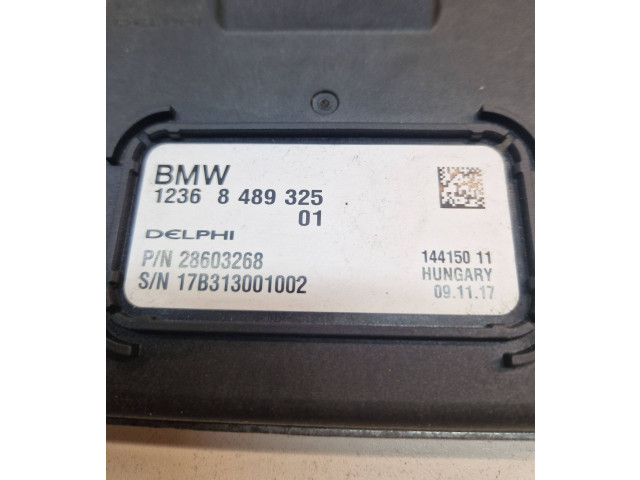 BMW
1236 8 489 325
01
DELPHI
P/N 28603268
S/N 17B313001002
144150 11
HUNGARY
09.11.17